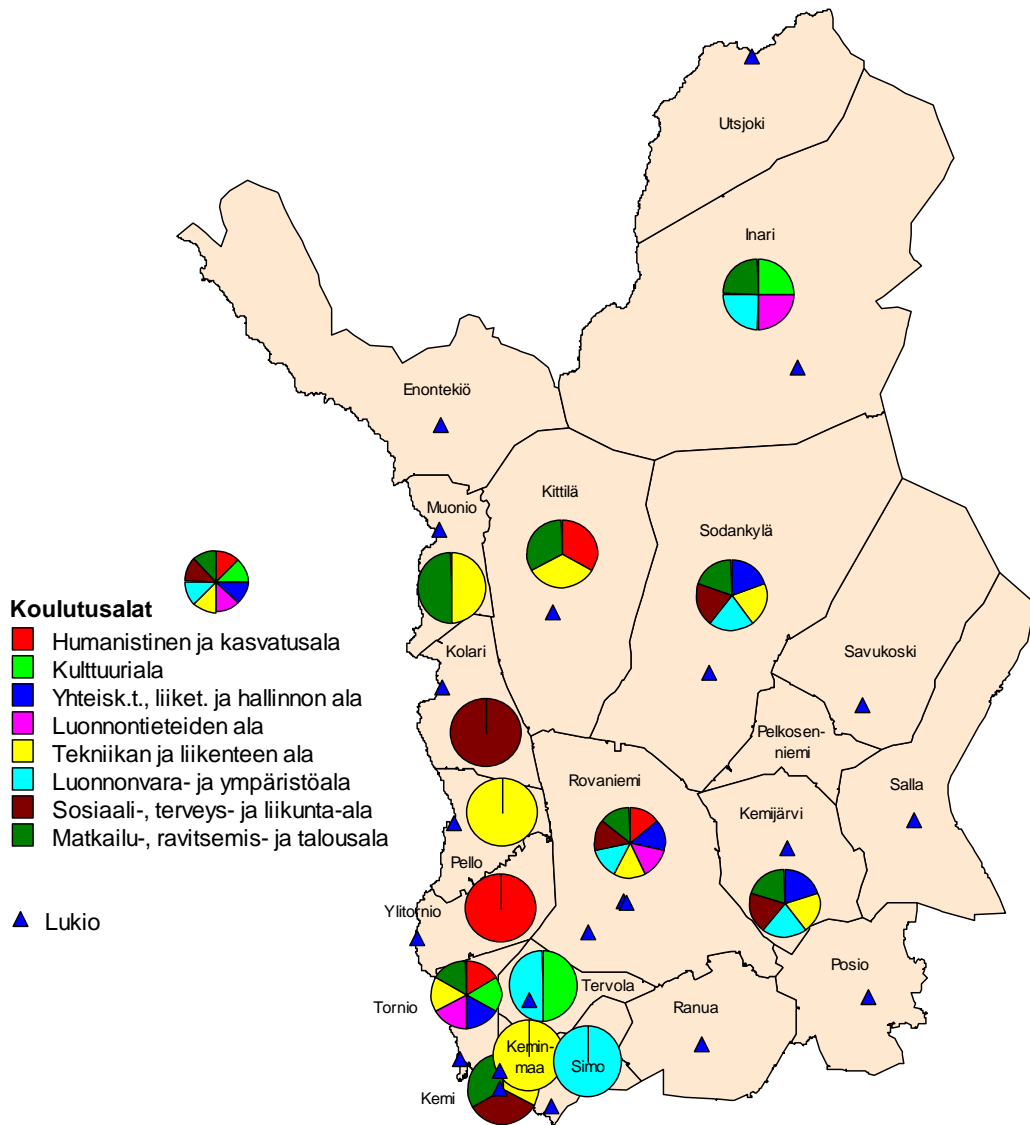 Utsjoki
Inari
Enontekiö
Muonio
Kittilä
Sodankylä
Koulutusalat
Humanistinen ja kasvatusala
Kulttuuriala
Yhteisk.t., liiket. ja hallinnon ala
Luonnontieteiden ala
Tekniikan ja liikenteen ala
Luonnonvara- ja ympäristöala
Sosiaali-, terveys- ja liikunta-ala
Matkailu-, ravitsemis- ja talousala
Lukio
Kolari
Savukoski
Pelkosen-
niemi
Rovaniemi
Kemijärvi
Salla
Pello
Ylitornio
Tornio
Tervola
Ranua
Posio
Kemin-
maa
Simo
Kemi